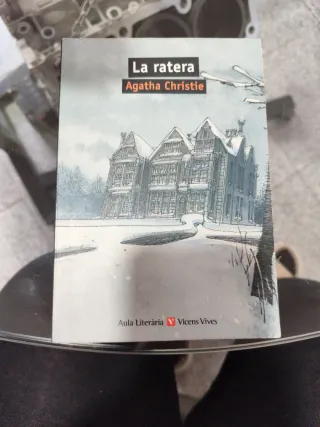 La ratera
Agatha Christie
Aula Literària V Vicens Vives